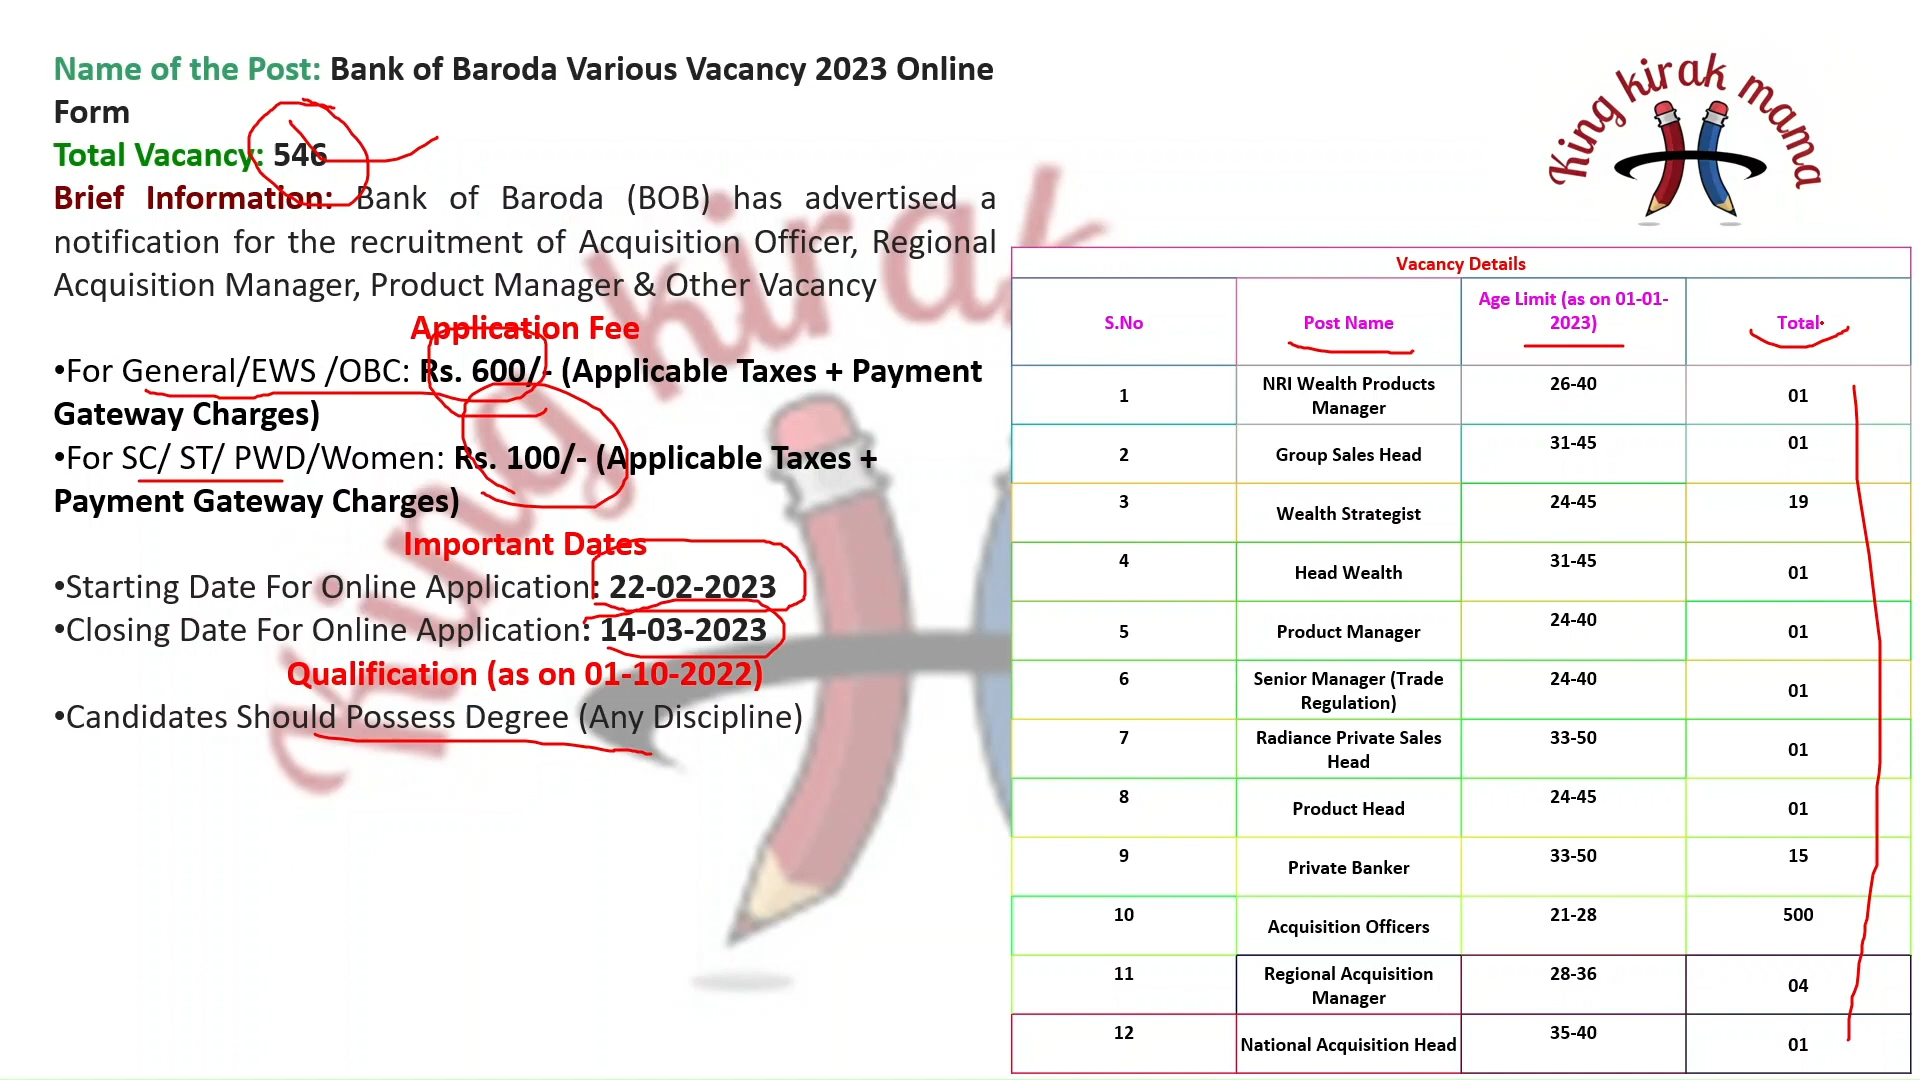 Name of the Post: Bank of Baroda Various Vacancy 2023 Online
Form
Total Vacancy: 546
Brief Information: Bank of Baroda (BOB) has advertised a
notification for the recruitment of Acquisition Officer, Regional
Acquisition Manager, Product Manager & Other Vacancy
Application Fee
•For General/EWS /OBC: Rs. 600/- (Applicable Taxes + Payment
Gateway Charges)
•For SC/ ST/ PWD/Women: Rs. 100/- (Applicable Taxes +
Payment Gateway Charges)
Important Dates
•Starting Date For Online Application: 22-02-2023
•Closing Date For Online Application: 14-03-2023
Qualification (as on 01-10-2022)
•Candidates Should Possess Degree (Any Discipline)
King kirak mama
King kirak
Vacancy Details
S.No Post Name Age Limit (as on 01-01-
2023) Total
1 NRI Wealth Products
Manager 26-40 01
2 Group Sales Head 31-45 01
3 Wealth Strategist 24-45 19
4 Head Wealth 31-45 01
5 Product Manager 24-40 01
6 Senior Manager (Trade
Regulation) 24-40 01
7 Radiance Private Sales
Head 33-50 01
8 Product Head 24-45 01
9 Private Banker 33-50 15
10 Acquisition Officers 21-28 500
11 Regional Acquisition
Manager 28-36 04
12 National Acquisition Head 35-40 01